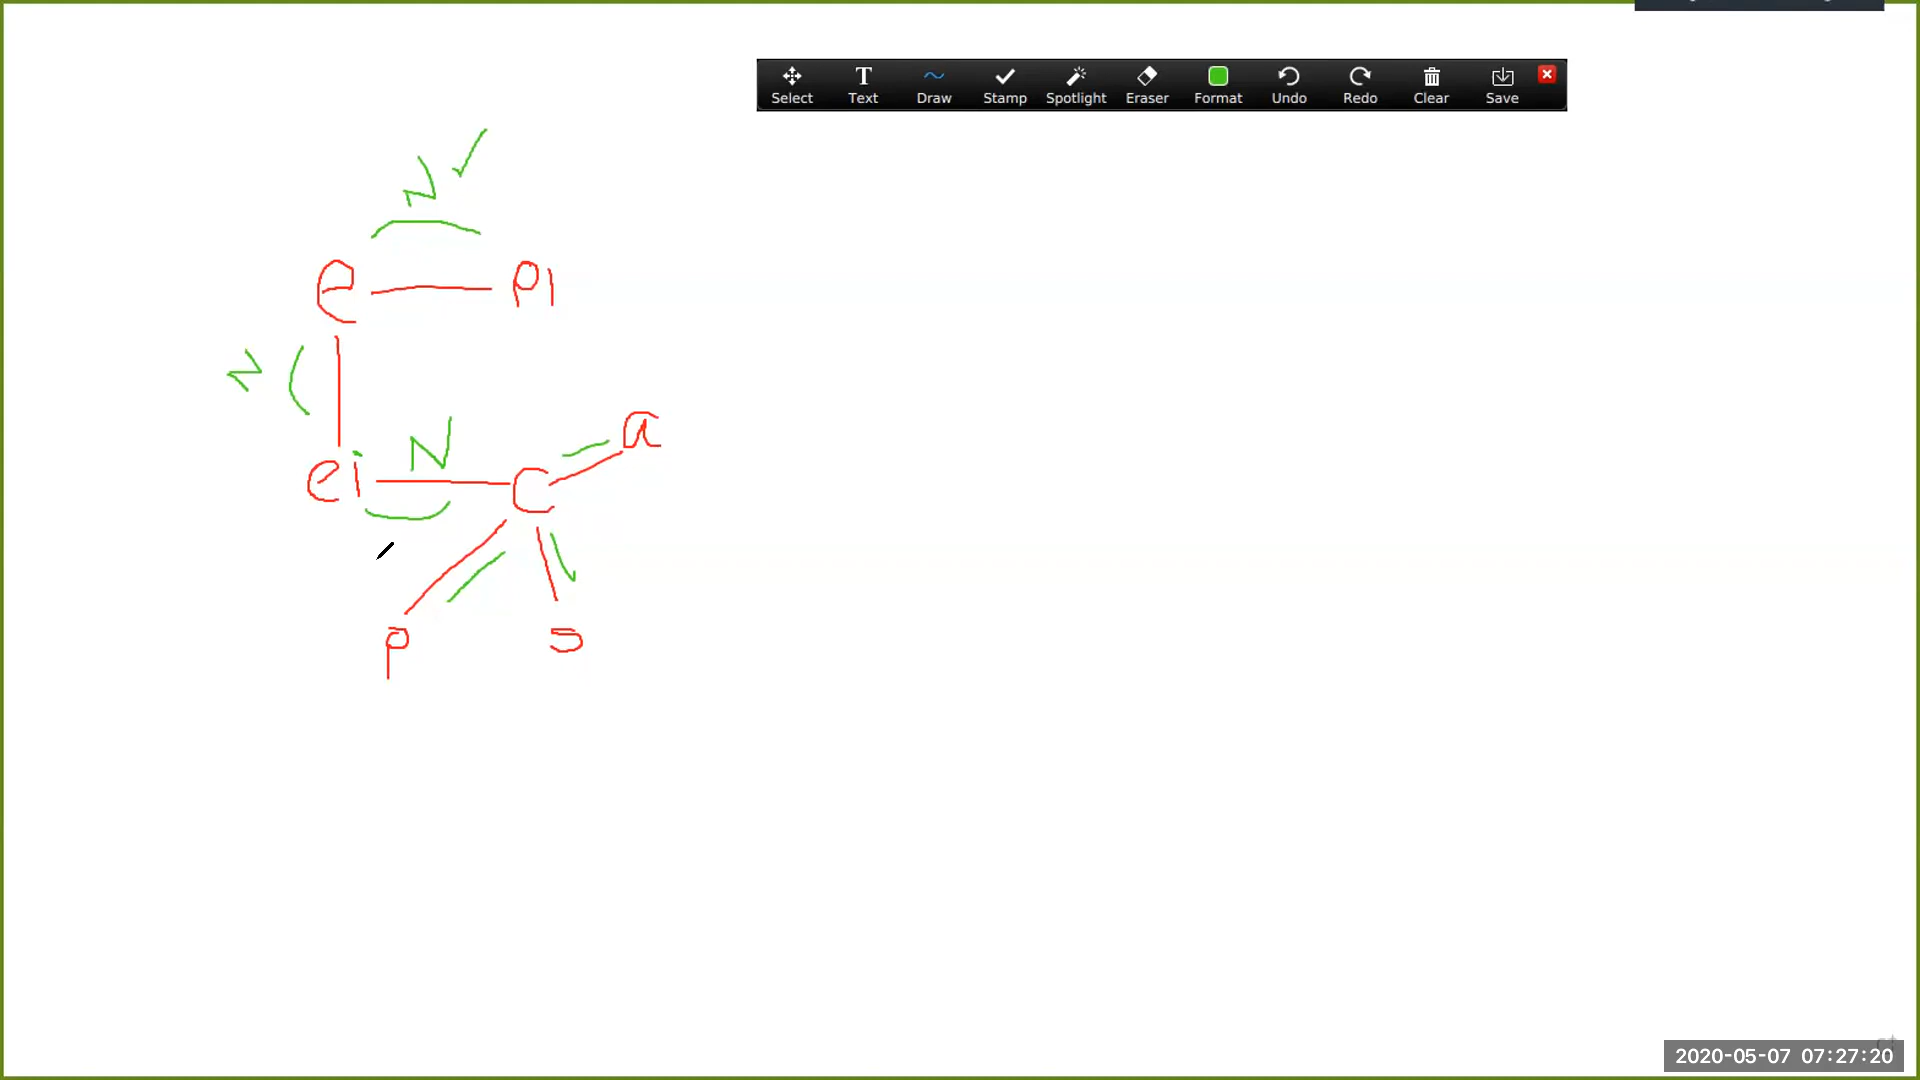 Select Text Draw Stamp Spotlight Eraser Format Undo Redo Clear Save
N
e P1
N
N
a
ei C
P
2020-05-07 07:27:20